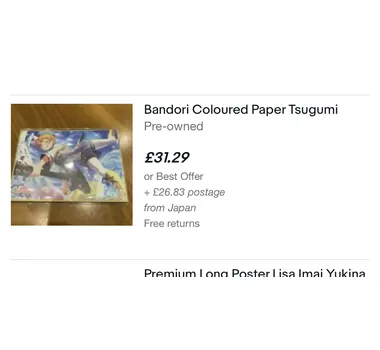 Bandori Coloured Paper Tsugumi
Pre-owned
£31.29
or Best Offer
+ £26.83 postage
from Japan
Free returns
Premium Long Poster Lisa Imai Yukina